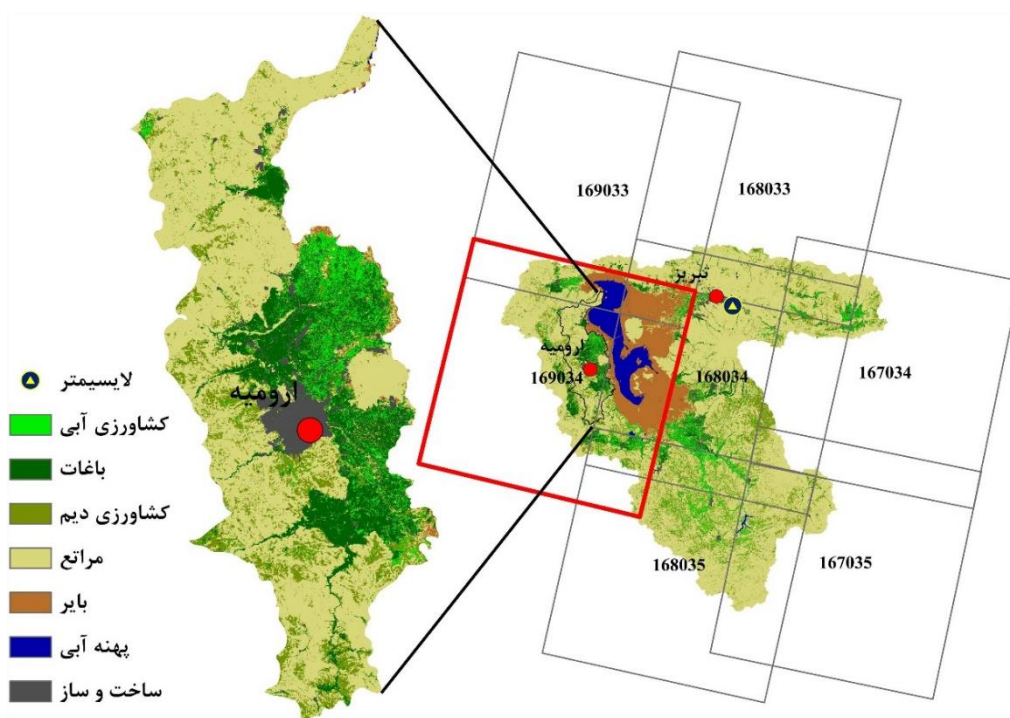 169033
168033
تبریز
ارومیه
169034
168034
167034
168035
167035
ارومیه
لایسیمتر
کشاورزی آبی
باغات
کشاورزی دیم
مراتع
بایر
پهنه آبی
ساخت و ساز